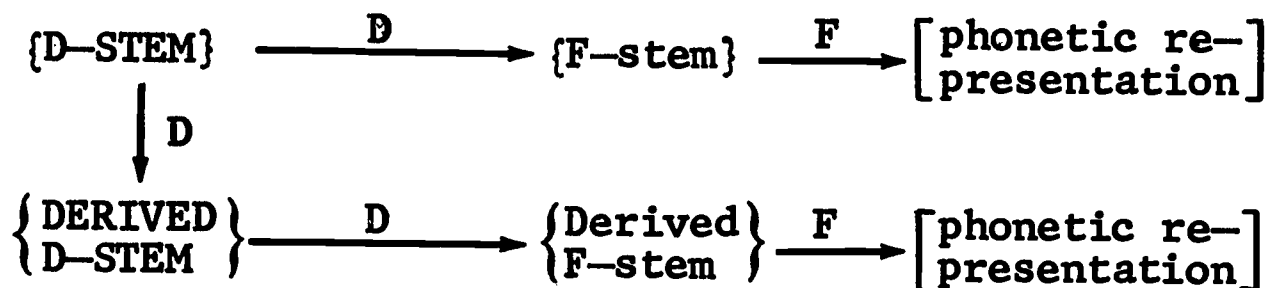 D F
{D—STEM} {F—stem} [phonetic re—
presentation]
D
{DERIVED D—STEM} D {Derived F—stem} F [phonetic re—
presentation]